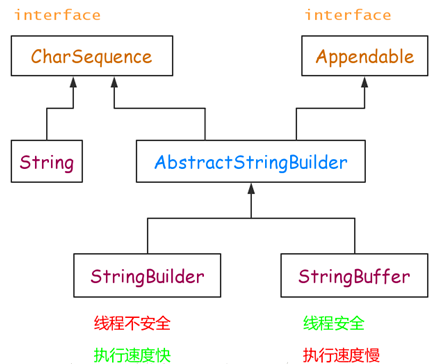 interface
interface
CharSequence
Appendable
String
AbstractStringBuilder
StringBuilder
StringBuffer
线程不安全
线程安全
执行速度快
执行速度慢